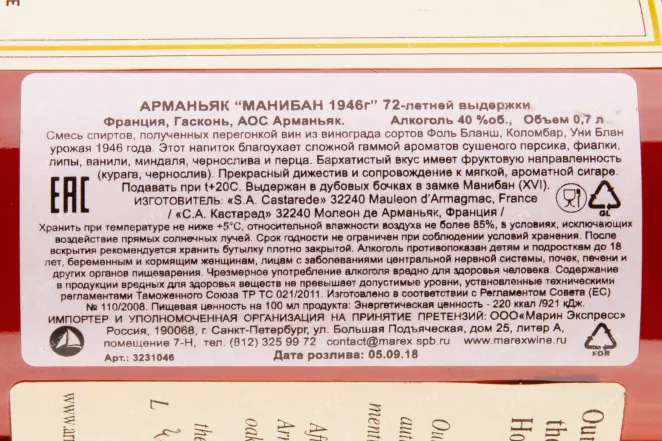 АРМАНЬЯК "МАНИБАН 1946г" 72-летней выдержки
Франция, Гасконь, АОС Арманьяк. Алкоголь 40 %об., Объем 0,7 л
Смесь спиртов, полученных перегонкой вин из винограда сортов Фоль Бланш, Коломбар, Уни Блан
урожая 1946 года. Этот напиток благоухает сложной гаммой ароматов сушеного персика, фиалки,
липы, ванили, миндаля, чернослива и перца. Бархатистый вкус имеет фруктовую направленность
(курага, чернослив). Прекрасный дижестив и сопровождение к мягкой, ароматной сигаре.
Подавать при t+20С. Выдержан в дубовых бочках в замке Манибан (XVI).
ИЗГОТОВИТЕЛЬ: «S.A. Castarede» 32240 Mauleon d'Armagnac, France
/ «С.А. Кастаред» 32240 Молеон де Арманьяк, Франция /
EAC
GL
Хранить при температуре не ниже +5°С, относительной влажности воздуха не более 85%, в условиях, исключающих
воздействие прямых солнечных лучей. Срок годности не ограничен при соблюдении условий хранения. После
вскрытия рекомендуется хранить бутылку плотно закрытой. Алкоголь противопоказан детям и подросткам до 18
лет, беременным и кормящим женщинам, лицам с заболеваниями центральной нервной системы, почек, печени и
других органов пищеварения. Чрезмерное употребление алкоголя вредно для здоровья человека. Содержание
в продукции вредных для здоровья веществ не превышает допустимые уровни, установленные техническими
регламентами Таможенного Союза ТР ТС 021/2011. Изготовлено в соответствии с Регламентом Совета (ЕС)
№ 110/2008. Пищевая ценность на 100 мл продукта: Энергетическая ценность - 220 ккал /921 кДж.
ИМПОРТЕР И УПОЛНОМОЧЕННАЯ ОРГАНИЗАЦИЯ НА ПРИНЯТИЕ ПРЕТЕНЗИЙ: ООО«Марин Экспресс»
Россия, 190068, г. Санкт-Петербург, ул. Большая Подъяческая, дом 25, литер А,
помещение 7-Н, тел. (812) 325 99 72 contact@marex.spb.ru www.marexwine.ru
Арт.: 3231046 Дата розлива: 05.09.18
FOR
www.ar
L
the
oak
Ar
Afte
ment
Our
the
Ho